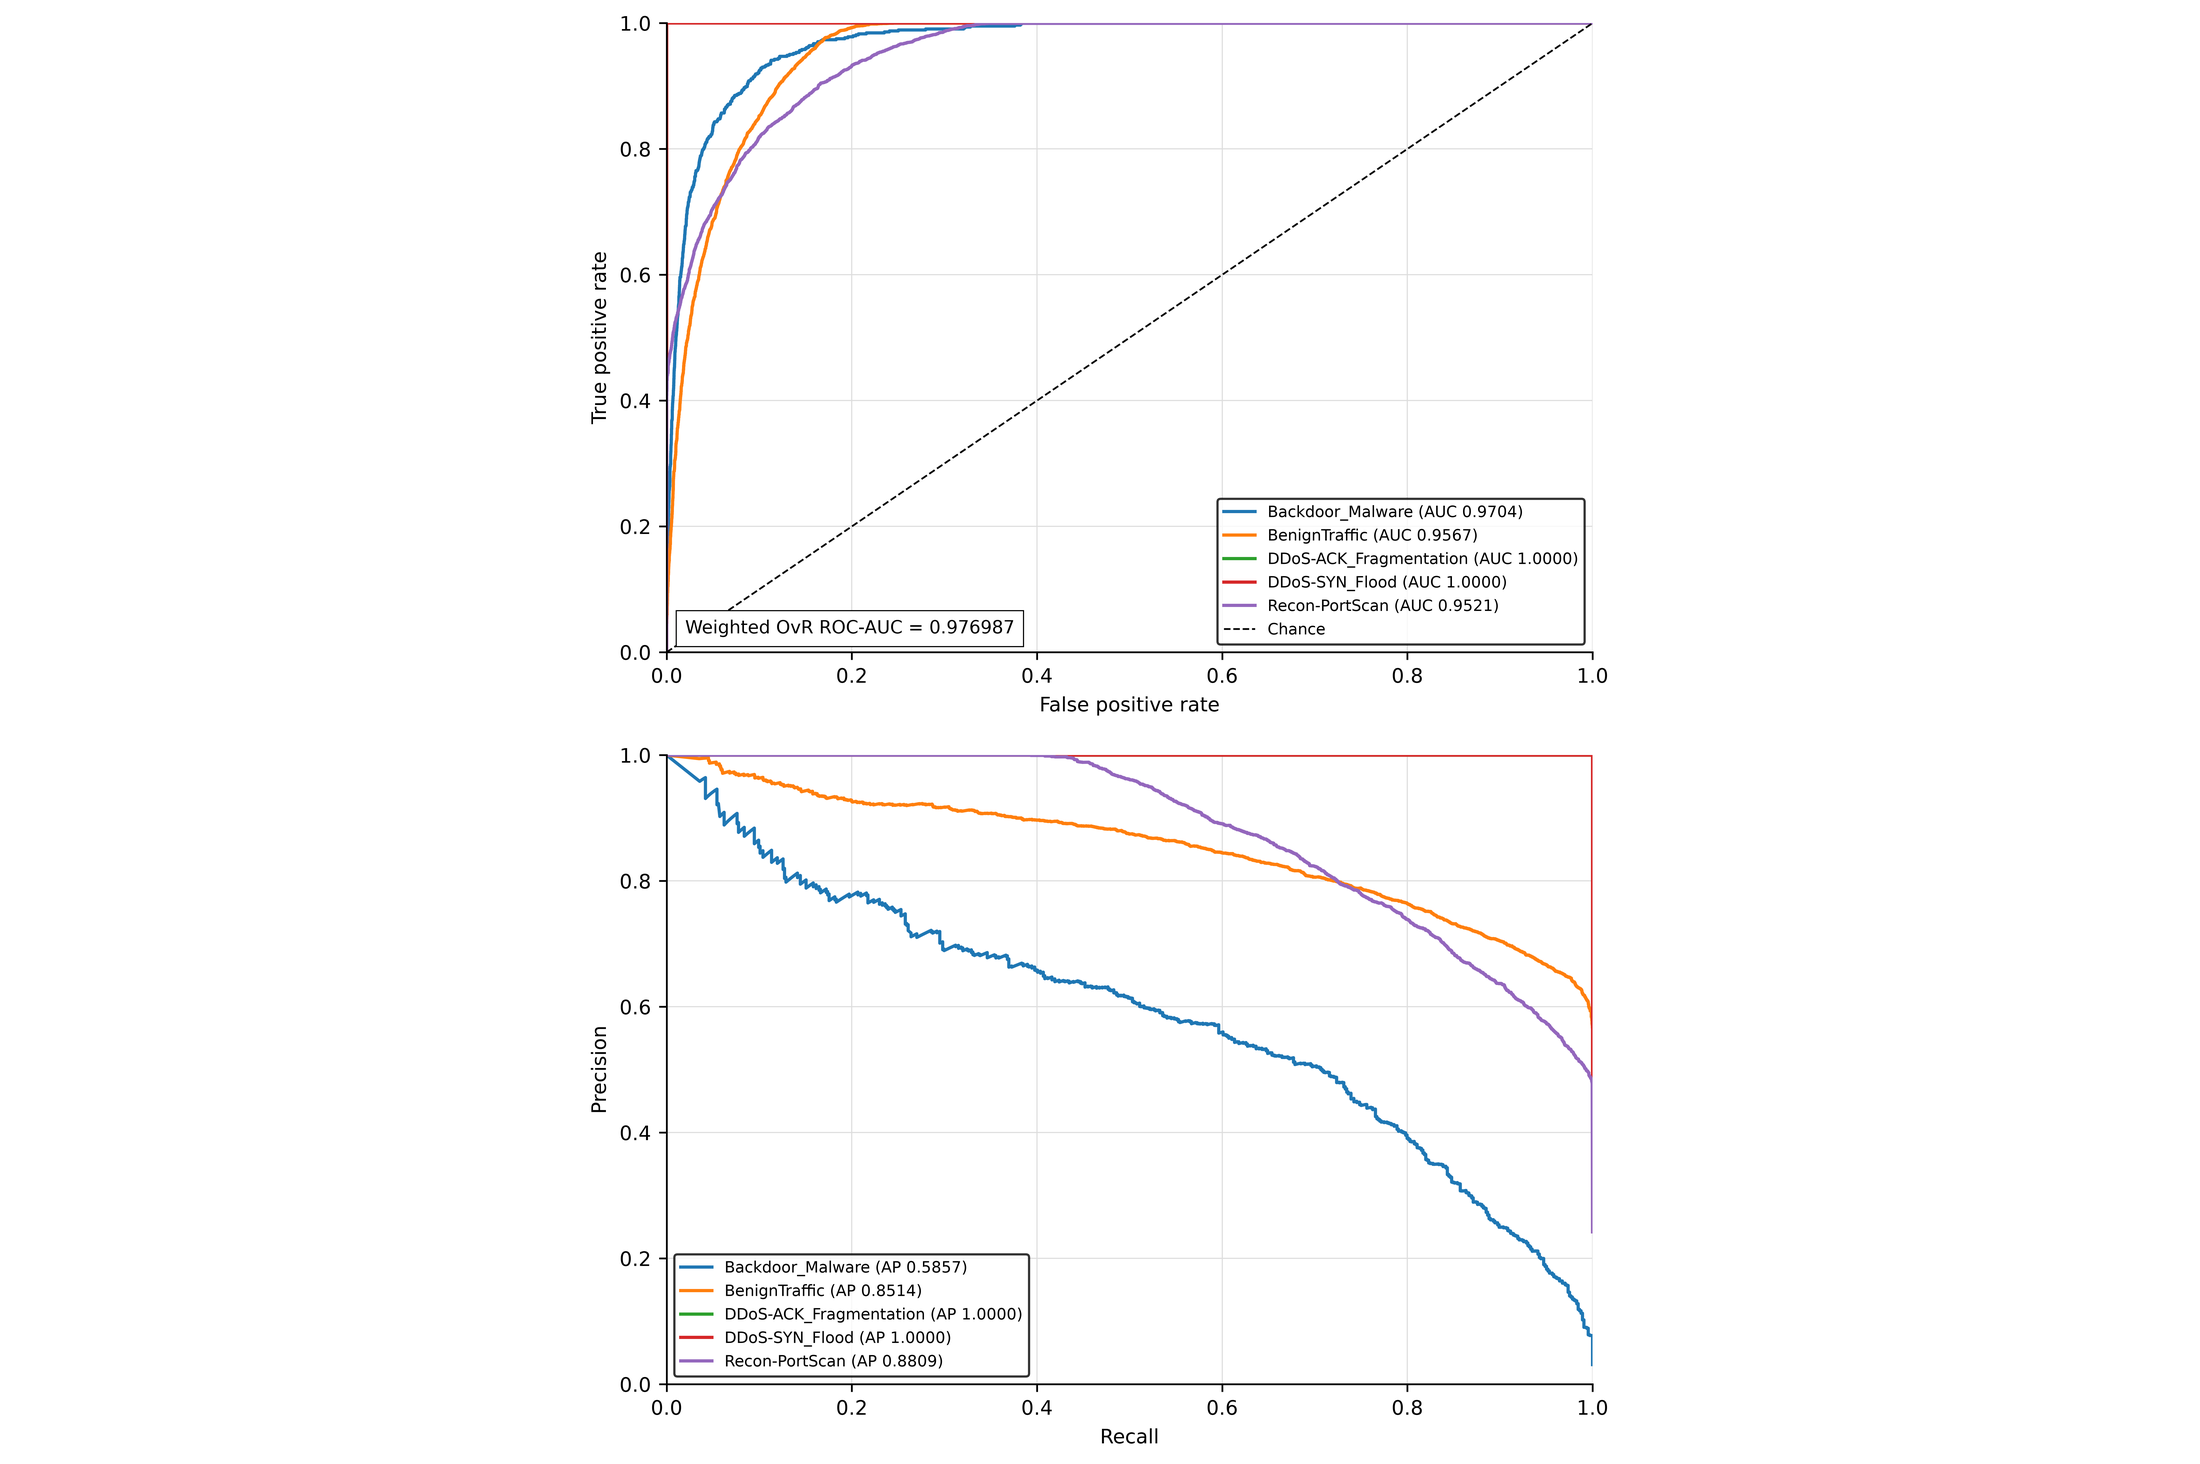 1.0
0.8
0.6
0.4
0.2
0.0
True positive rate
Backdoor_Malware (AUC 0.9704)
BenignTraffic (AUC 0.9567)
DDoS-ACK_Fragmentation (AUC 1.0000)
DDoS-SYN_Flood (AUC 1.0000)
Recon-PortScan (AUC 0.9521)
Chance
Weighted OvR ROC-AUC = 0.976987
0.0 0.2 0.4 0.6 0.8 1.0
False positive rate
1.0
0.8
0.6
0.4
0.2
0.0
Precision
Backdoor_Malware (AP 0.5857)
BenignTraffic (AP 0.8514)
DDoS-ACK_Fragmentation (AP 1.0000)
DDoS-SYN_Flood (AP 1.0000)
Recon-PortScan (AP 0.8809)
0.0 0.2 0.4 0.6 0.8 1.0
Recall